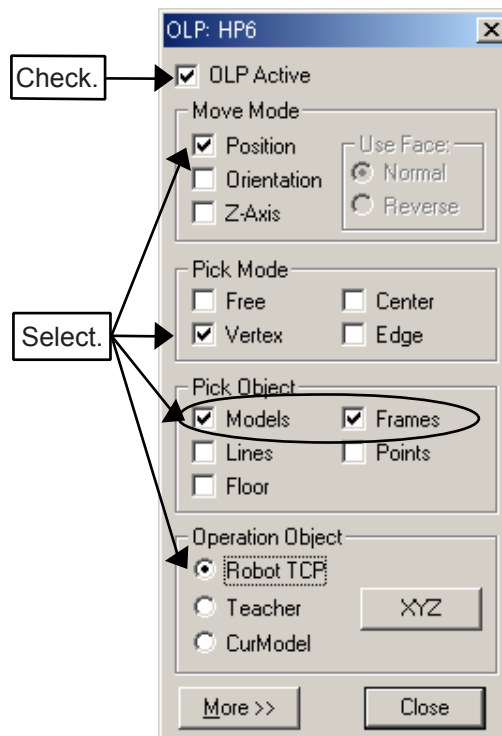 OLP: HP6
Check.
OLP Active
Move Mode
Position
Use Face:
Orientation
Normal
Z-Axis
Reverse
Pick Mode
Free Center
Select.
Vertex Edge
Pick Object
Models Frames
Lines Points
Floor
Operation Object
Robot TCP
Teacher XYZ
CurModel
More >> Close